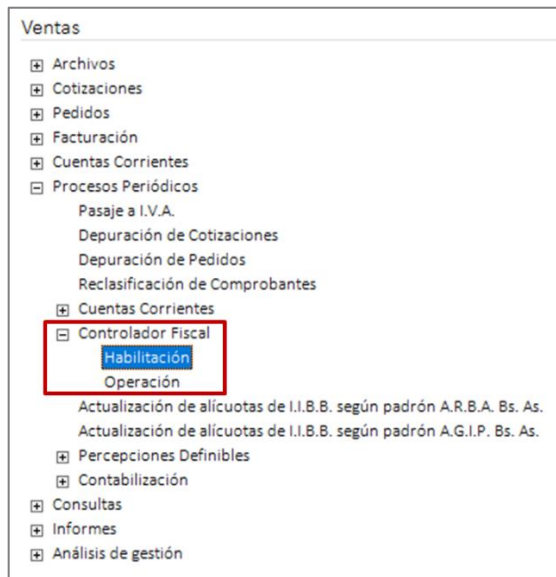 Ventas
Archivos
Cotizaciones
Pedidos
Facturación
Cuentas Corrientes
Procesos Periódicos
Pasaje a I.V.A.
Depuración de Cotizaciones
Depuración de Pedidos
Reclasificación de Comprobantes
Cuentas Corrientes
Controlador Fiscal
Habilitación
Operación
Actualización de alícuotas de I.I.B.B. según padrón A.R.B.A. Bs. As.
Actualización de alícuotas de I.I.B.B. según padrón A.G.I.P. Bs. As.
Percepciones Definibles
Contabilización
Consultas
Informes
Análisis de gestión